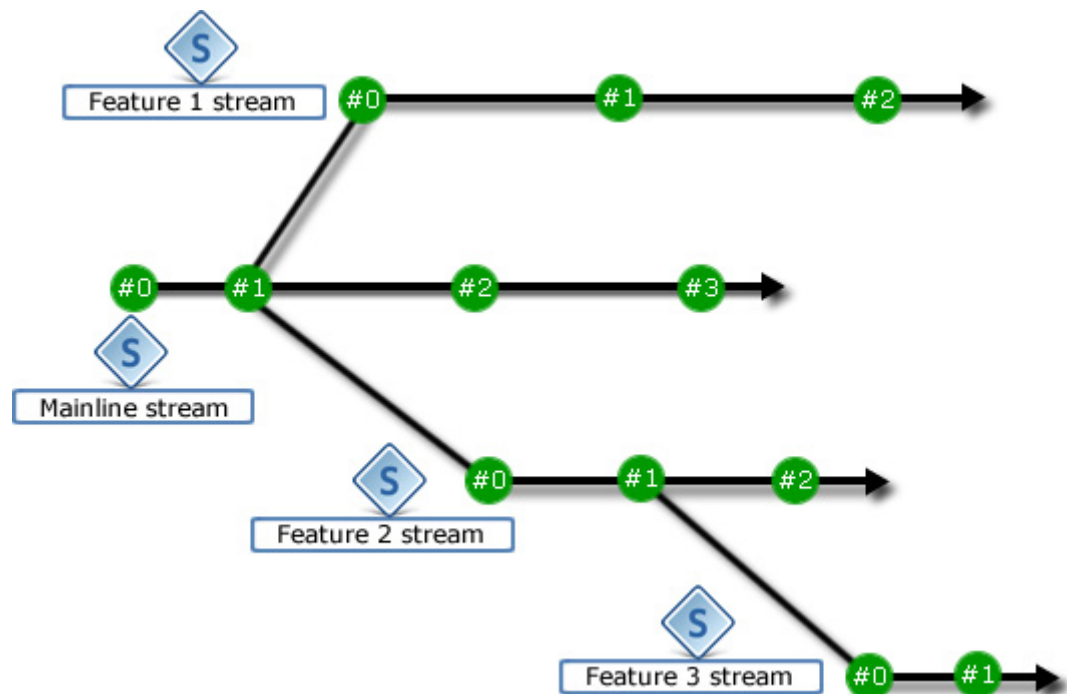 S
Feature 1 stream
#0
#1
#2
#0
#1
#2
#3
S
Mainline stream
S
Feature 2 stream
#0
#1
#2
S
Feature 3 stream
#0
#1